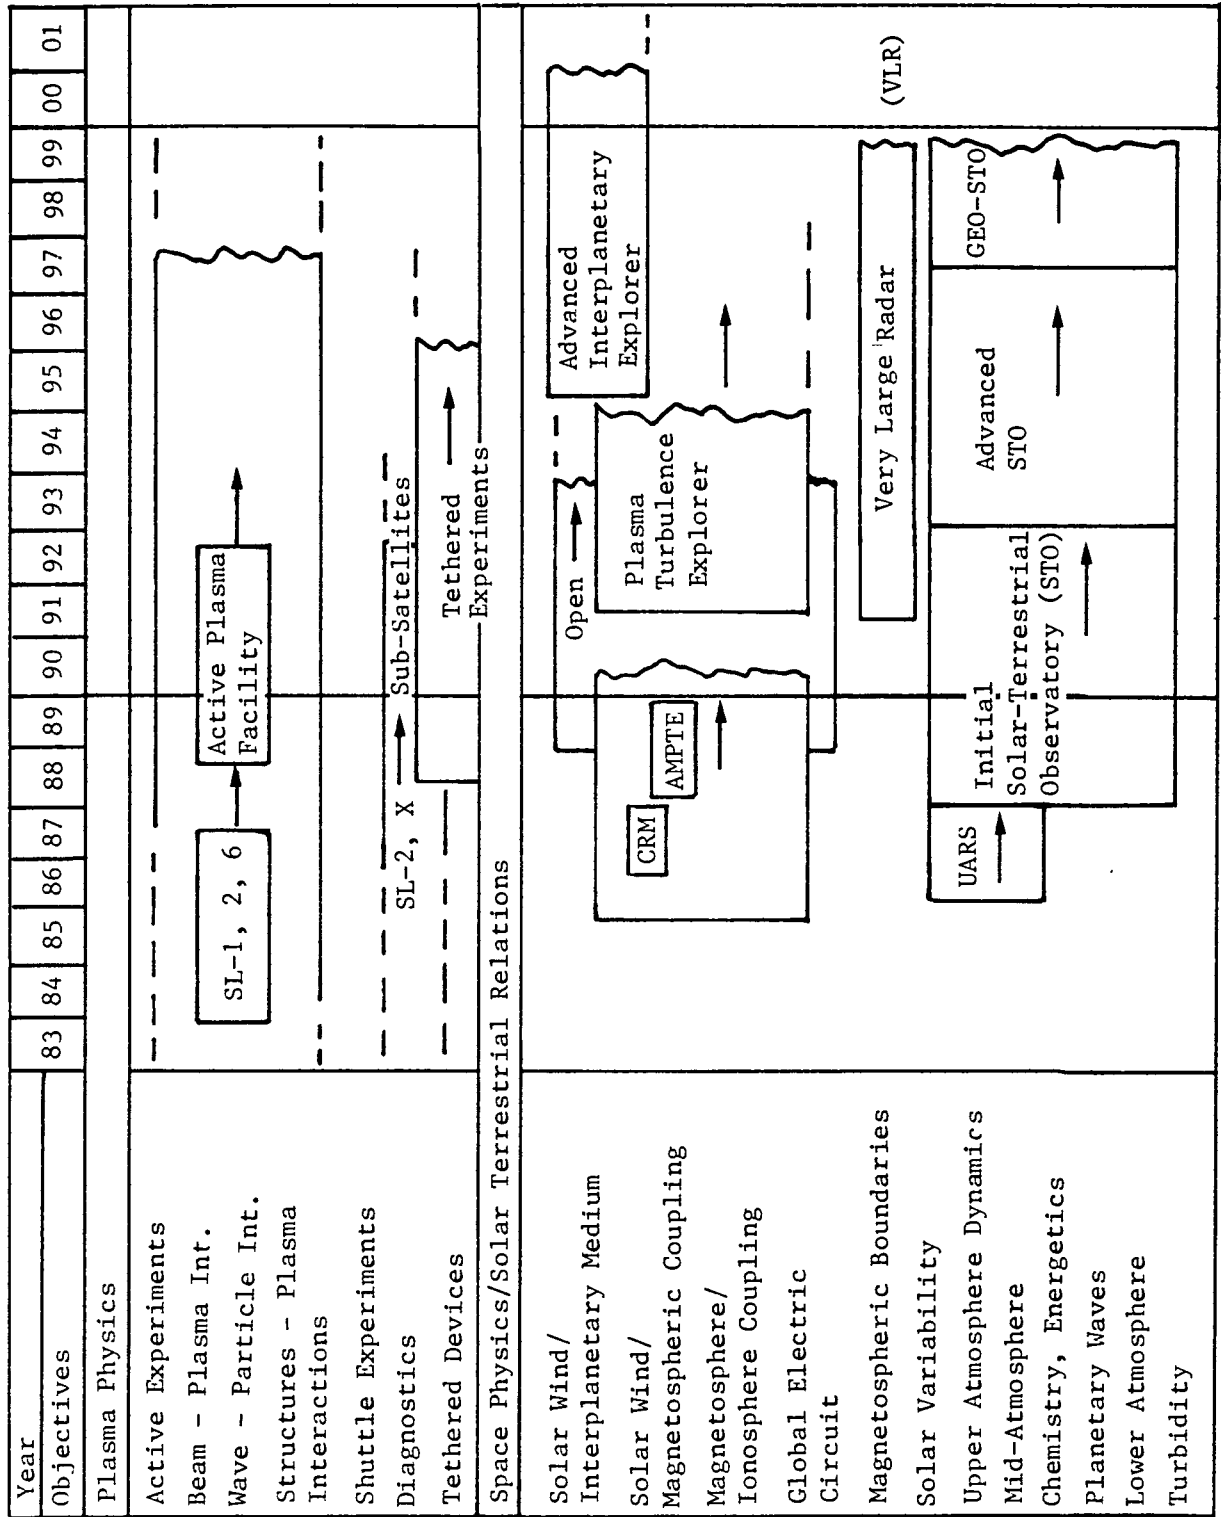 Year
83 84 85 86 87 88 89 90 91 92 93 94 95 96 97 98 99 00 01
Objectives
Plasma Physics
Active Experiments
Beam - Plasma Int.
Wave - Particle Int.
Structures - Plasma
Interactions
Shuttle Experiments
Diagnostics
Tethered Devices
SL-1, 2, 6
Active Plasma
Facility
SL-2, X
Sub-Satellites
Tethered
Experiments
Space Physics/Solar Terrestrial Relations
Solar Wind/
Interplanetary Medium
Solar Wind/
Magnetospheric Coupling
Magnetosphere/
Ionosphere Coupling
Global Electric
Circuit
Magnetospheric Boundaries
Solar Variability
Upper Atmosphere Dynamics
Mid-Atmosphere
Chemistry, Energetics
Planetary Waves
Lower Atmosphere
Turbidity
Open
CRM
AMPTE
Plasma
Turbulence
Explorer
Advanced
Interplanetary
Explorer
Very Large Radar
(VLR)
UARS
Initial
Solar-Terrestrial
Observatory (STO)
Advanced
STO
GEO-STO